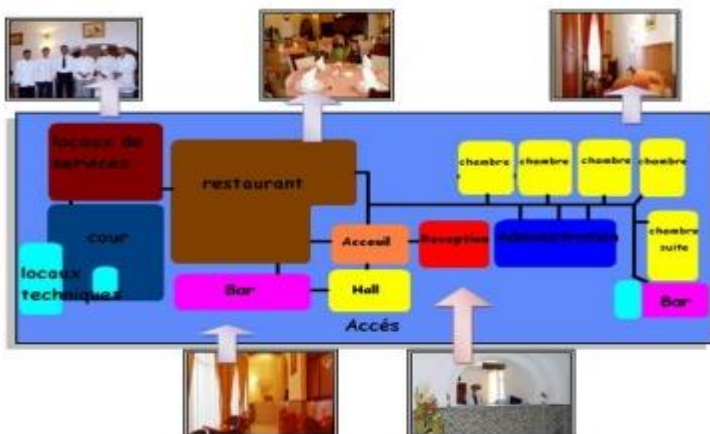 locaux de
services
restaurant
chambre
chambre
chambre
chambre
cour
Acceuil
Reception
Administration
chambre
suite
locaux
techniques
Bar
Hall
Bar
Accés